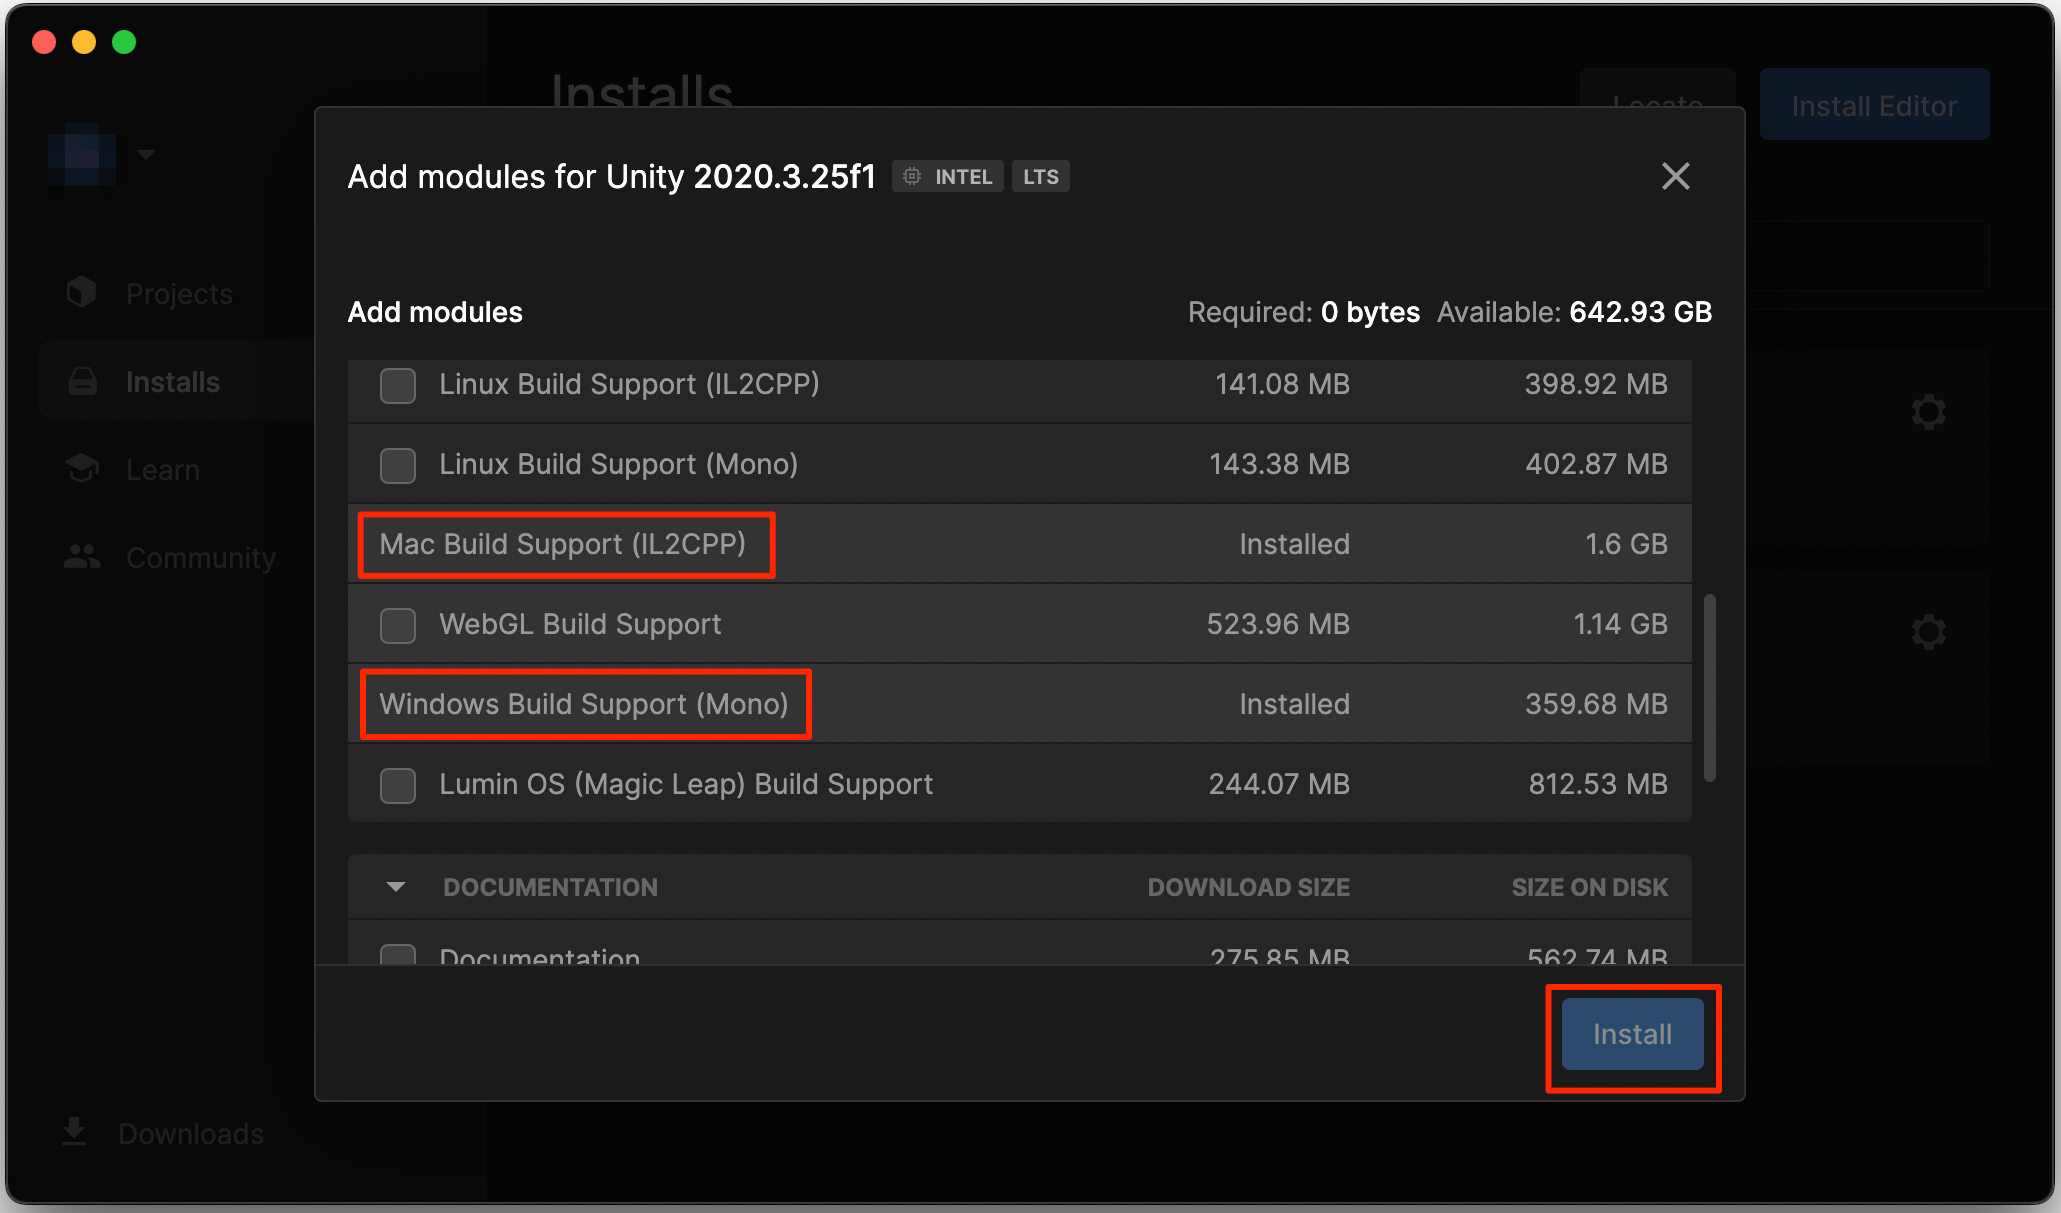 Installs
Locate
Install Editor
Add modules for Unity 2020.3.25f1 INTEL LTS
Projects
Installs
Learn
Community
Downloads
Add modules
Required: 0 bytes Available: 642.93 GB
Linux Build Support (IL2CPP) 141.08 MB 398.92 MB
Linux Build Support (Mono) 143.38 MB 402.87 MB
Mac Build Support (IL2CPP) Installed 1.6 GB
WebGL Build Support 523.96 MB 1.14 GB
Windows Build Support (Mono) Installed 359.68 MB
Lumin OS (Magic Leap) Build Support 244.07 MB 812.53 MB
DOCUMENTATION DOWNLOAD SIZE SIZE ON DISK
Documentation 275.85 MB 562.74 MB
Install